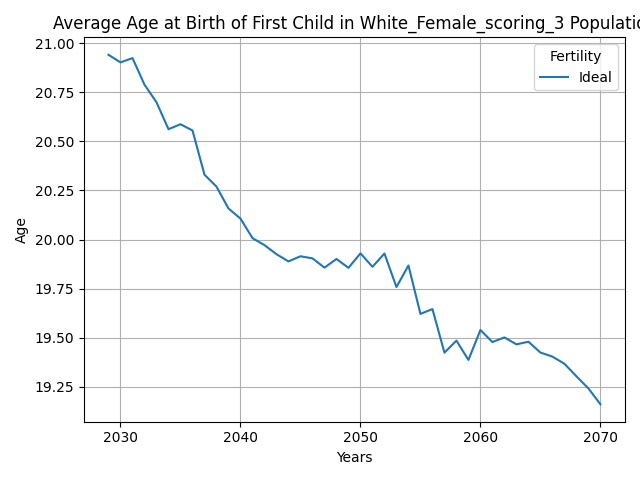 Average Age at Birth of First Child in White_Female_scoring_3 Populatio
Fertility
Ideal
21.00
20.75
20.50
20.25
20.00
19.75
19.50
19.25
Age
2030 2040 2050 2060 2070
Years